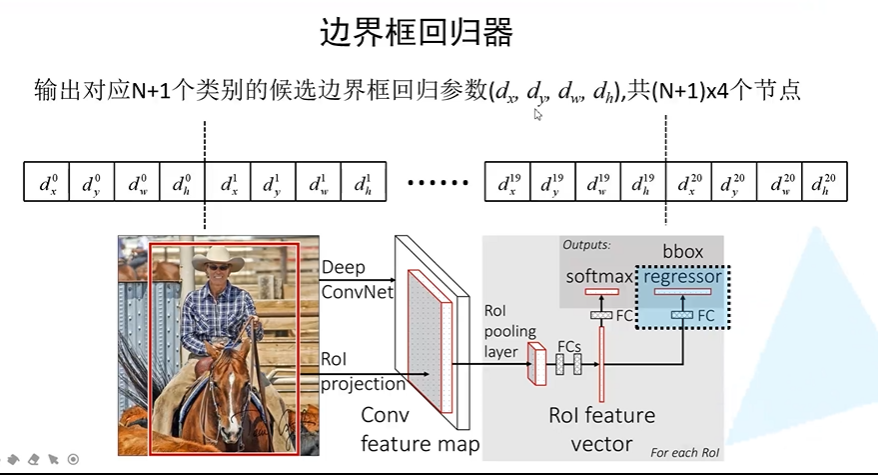 边界框回归器
输出对应N+1个类别的候选边界框回归参数(dx, dy, dw, dh),共(N+1)x4个节点
d_x^0 d_y^0 d_w^0 d_h^0 d_x^1 d_y^1 d_w^1 d_h^1 ······ d_x^19 d_y^19 d_w^19 d_h^19 d_x^20 d_y^20 d_w^20 d_h^20
Deep
ConvNet
RoI
projection
Conv
feature map
RoI
pooling
layer
FCs
Outputs:
softmax
FC
bbox
regressor
FC
RoI feature
vector
For each RoI